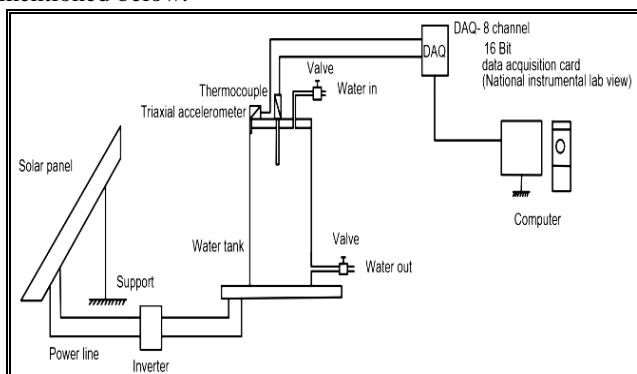 mentioned below.
DAQ- 8 channel
16 Bit
data acquisition card
(National instrumental lab view)
DAQ
Valve
Water in
Thermocouple
Triaxial accelerometer
Solar panel
Computer
Valve
Water tank
Water out
Support
Power line
Inverter